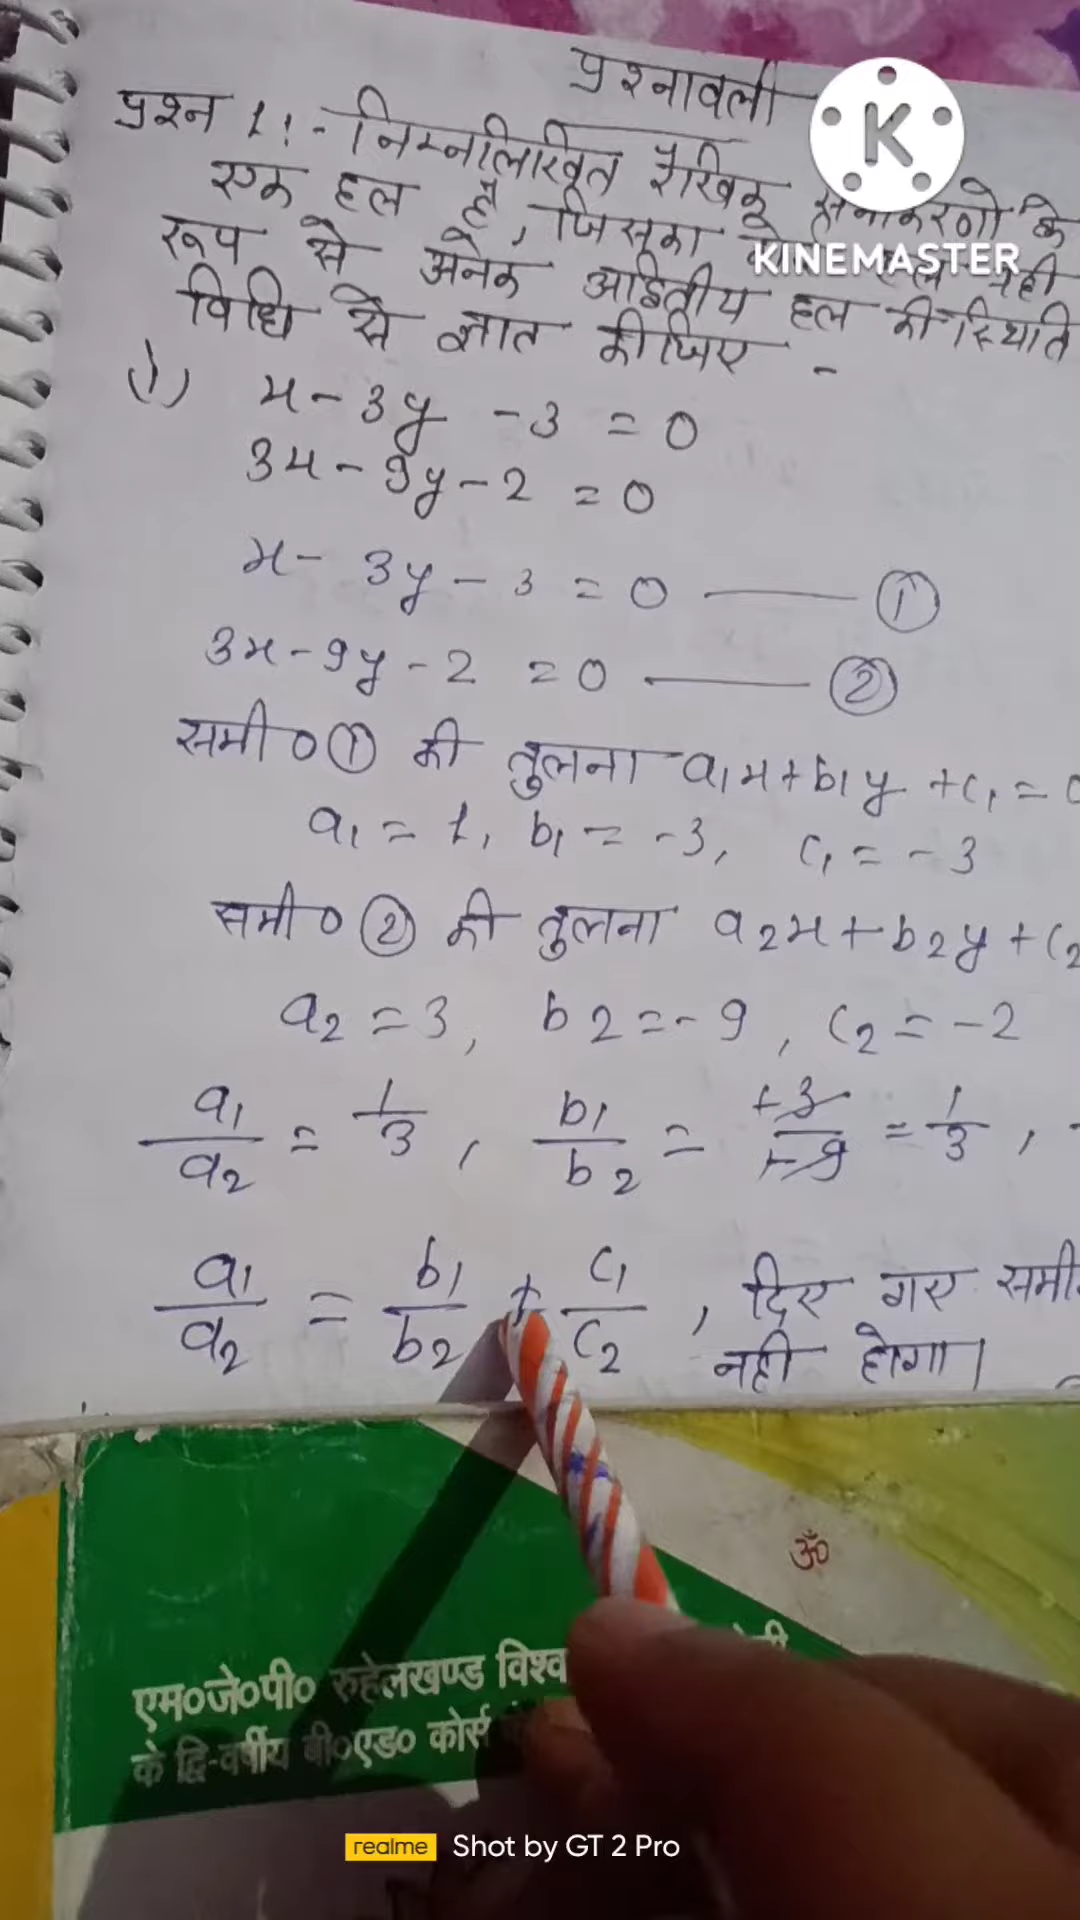 प्रश्नावली
प्रश्न 1:- निम्नलिखित रैखिक समीकरणो के
एक हल है, जिसका हल नही
रूप से अनेक अद्वितीय हल की स्थिति
विधि से ज्ञात कीजिए -
(i) x - 3y - 3 = 0
3x - 9y - 2 = 0
x - 3y - 3 = 0 —— ①
3x - 9y - 2 = 0 —— ②
समी० ① की तुलना a₁x + b₁y + c₁ = 0
a₁ = 1, b₁ = -3, c₁ = -3
समी० ② की तुलना a₂x + b₂y + c₂
a₂ = 3, b₂ = -9, c₂ = -2
a₁/a₂ = 1/3, b₁/b₂ = +3/+9 = 1/3,
a₁/a₂ = b₁/b₂ ≠ c₁/c₂, दिए गए समी
नही होगा।
KINEMASTER
ॐ
एम०जे०पी० रुहेलखण्ड विश्व
के द्वि-वर्षीय बी०एड० कोर्स
realme Shot by GT 2 Pro